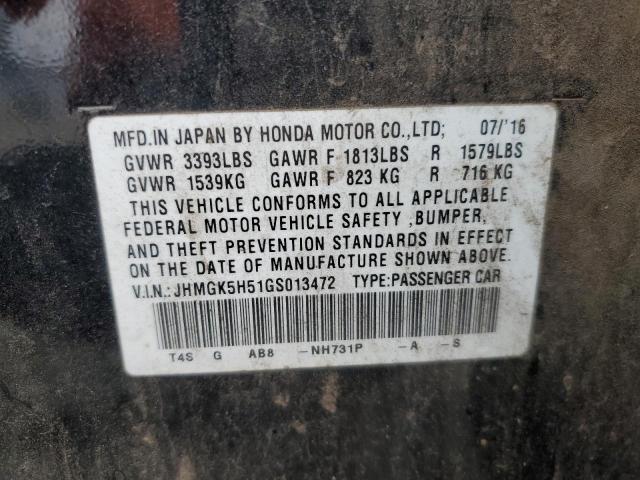 MFD.IN JAPAN BY HONDA MOTOR CO.,LTD; 07/'16
GVWR 3393LBS GAWR F 1813LBS R 1579LBS
GVWR 1539KG GAWR F 823 KG R 716 KG
THIS VEHICLE CONFORMS TO ALL APPLICABLE
FEDERAL MOTOR VEHICLE SAFETY ,BUMPER,
AND THEFT PREVENTION STANDARDS IN EFFECT
ON THE DATE OF MANUFACTURE SHOWN ABOVE.
V.I.N.: JHMGK5H51GS013472 TYPE:PASSENGER CAR
T4S G AB8 -NH731P -A -S